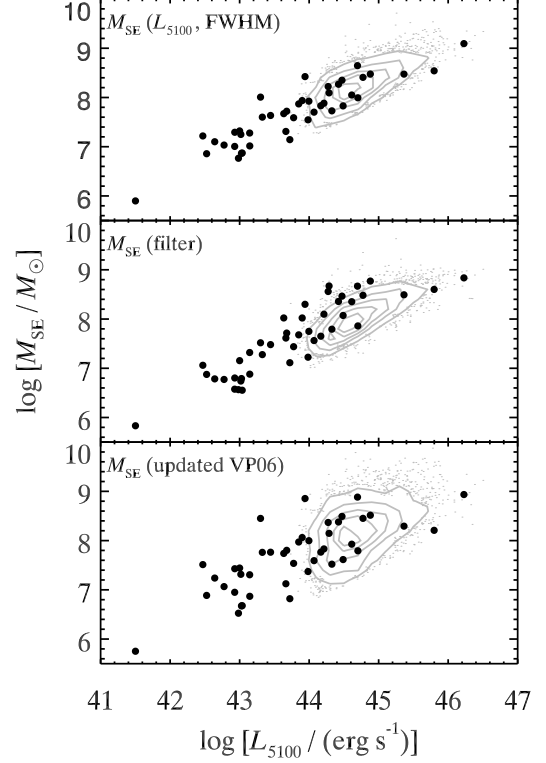 10
M_SE (L_5100, FWHM)
9
8
7
6
10
M_SE (filter)
9
8
7
6
10
M_SE (updated VP06)
9
8
7
6
log [M_SE / M_⊙]
41 42 43 44 45 46 47
log [L_5100 / (erg s^-1)]